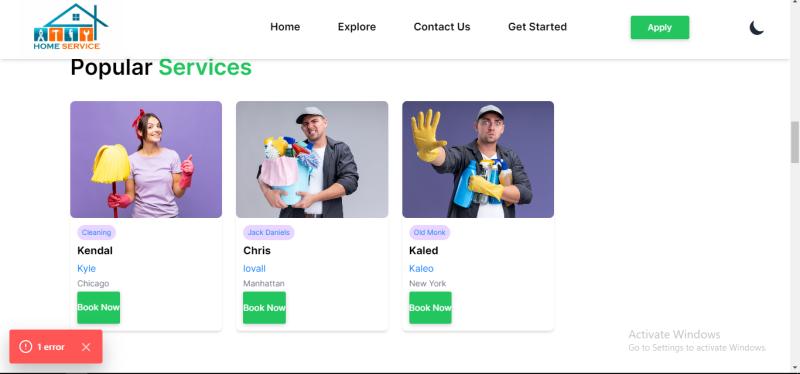 HOME SERVICE
Home Explore Contact Us Get Started Apply
Popular Services
Cleaning
Kendal
Kyle
Chicago
Book Now
Jack Daniels
Chris
lovall
Manhattan
Book Now
Old Monk
Kaled
Kaleo
New York
Book Now
1 error
Activate Windows
Go to Settings to activate Windows.